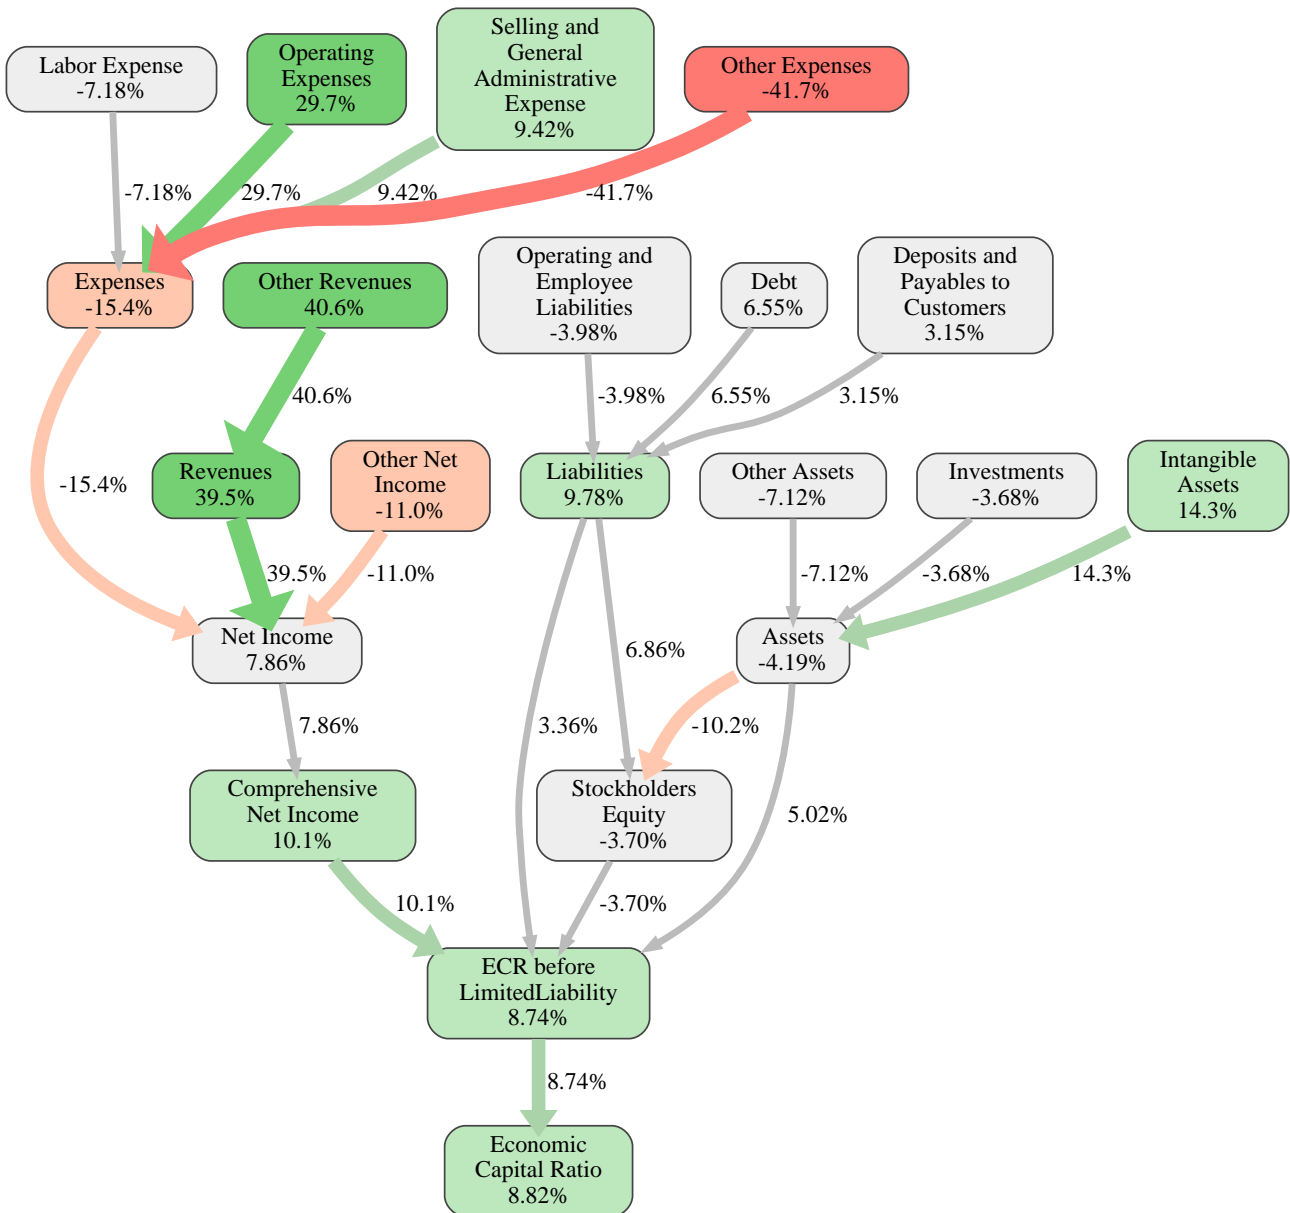 Labor Expense
-7.18%
Operating
Expenses
29.7%
Selling and
General
Administrative
Expense
9.42%
Other Expenses
-41.7%
-7.18%
29.7%
9.42%
-41.7%
Expenses
-15.4%
Other Revenues
40.6%
Operating and
Employee
Liabilities
-3.98%
Debt
6.55%
Deposits and
Payables to
Customers
3.15%
40.6%
-3.98%
6.55%
3.15%
-15.4%
Revenues
39.5%
Other Net
Income
-11.0%
Liabilities
9.78%
Other Assets
-7.12%
Investments
-3.68%
Intangible
Assets
14.3%
39.5%
-11.0%
-7.12%
-3.68%
14.3%
Net Income
7.86%
6.86%
Assets
-4.19%
7.86%
3.36%
-10.2%
Comprehensive
Net Income
10.1%
Stockholders
Equity
-3.70%
5.02%
10.1%
-3.70%
ECR before
LimitedLiability
8.74%
8.74%
Economic
Capital Ratio
8.82%